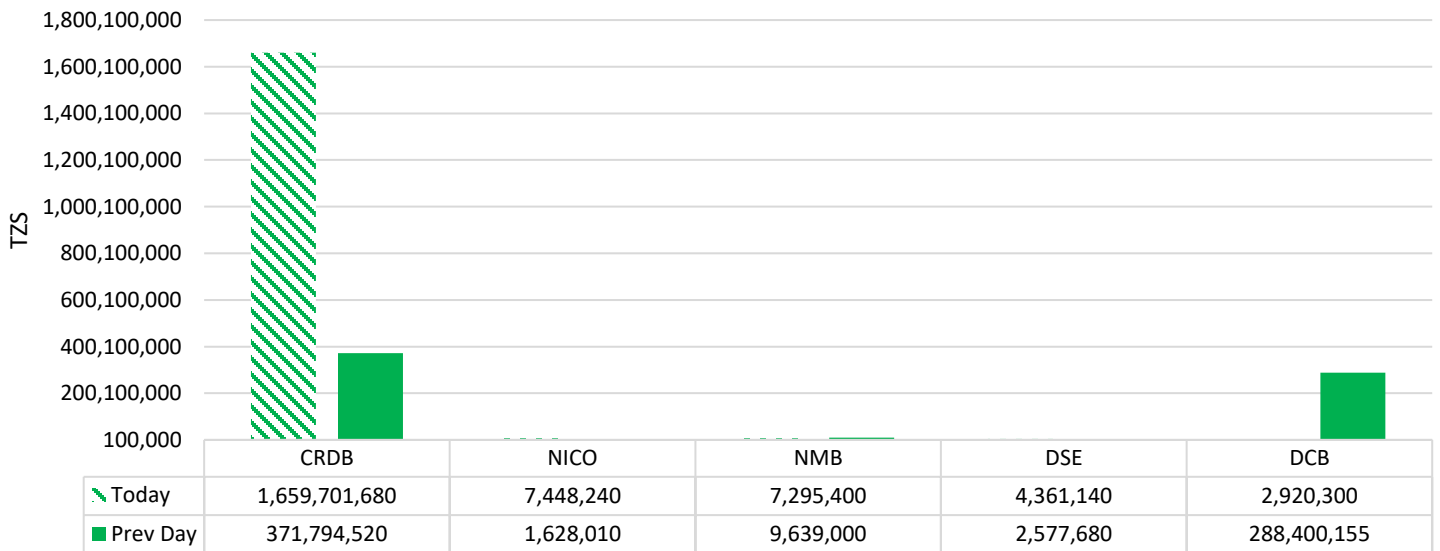 1,800,100,000
1,600,100,000
1,400,100,000
1,200,100,000
1,000,100,000
800,100,000
600,100,000
400,100,000
200,100,000
100,000
TZS
CRDB NICO NMB DSE DCB
Today 1,659,701,680 7,448,240 7,295,400 4,361,140 2,920,300
Prev Day 371,794,520 1,628,010 9,639,000 2,577,680 288,400,155